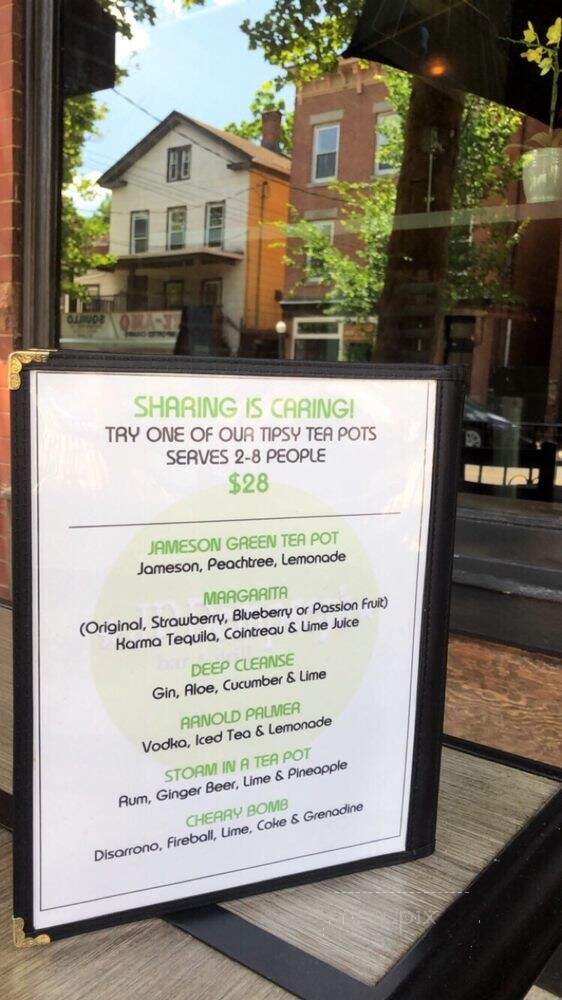 SHARING IS CARING!
TRY ONE OF OUR TIPSY TEA POTS
SERVES 2-8 PEOPLE
$28
JAMESON GREEN TEA POT
Jameson, Peachtree, Lemonade
MARGARITA
(Original, Strawberry, Blueberry or Passion Fruit)
Karma Tequila, Cointreau & Lime Juice
DEEP CLEANSE
Gin, Aloe, Cucumber & Lime
ARNOLD PALMER
Vodka, Iced Tea & Lemonade
STORM IN A TEA POT
Rum, Ginger Beer, Lime & Pineapple
CHERRY BOMB
Disarrono, Fireball, Lime, Coke & Grenadine
menupix